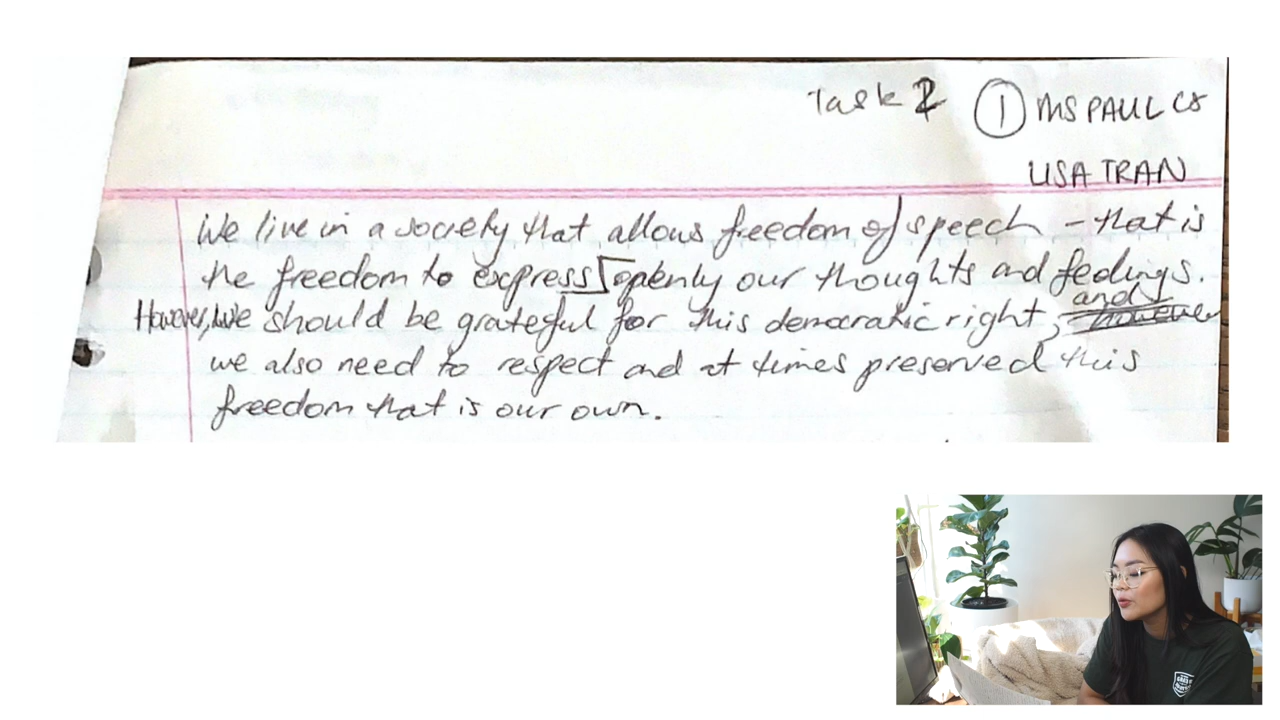 Task 2 ① MS PAUL C8
LISA TRAN
We live in a society that allows freedom of speech - that is
the freedom to express openly our thoughts and feelings.
However, we should be grateful for this democratic right, and
we also need to respect and at times preserved this
freedom that is our own.